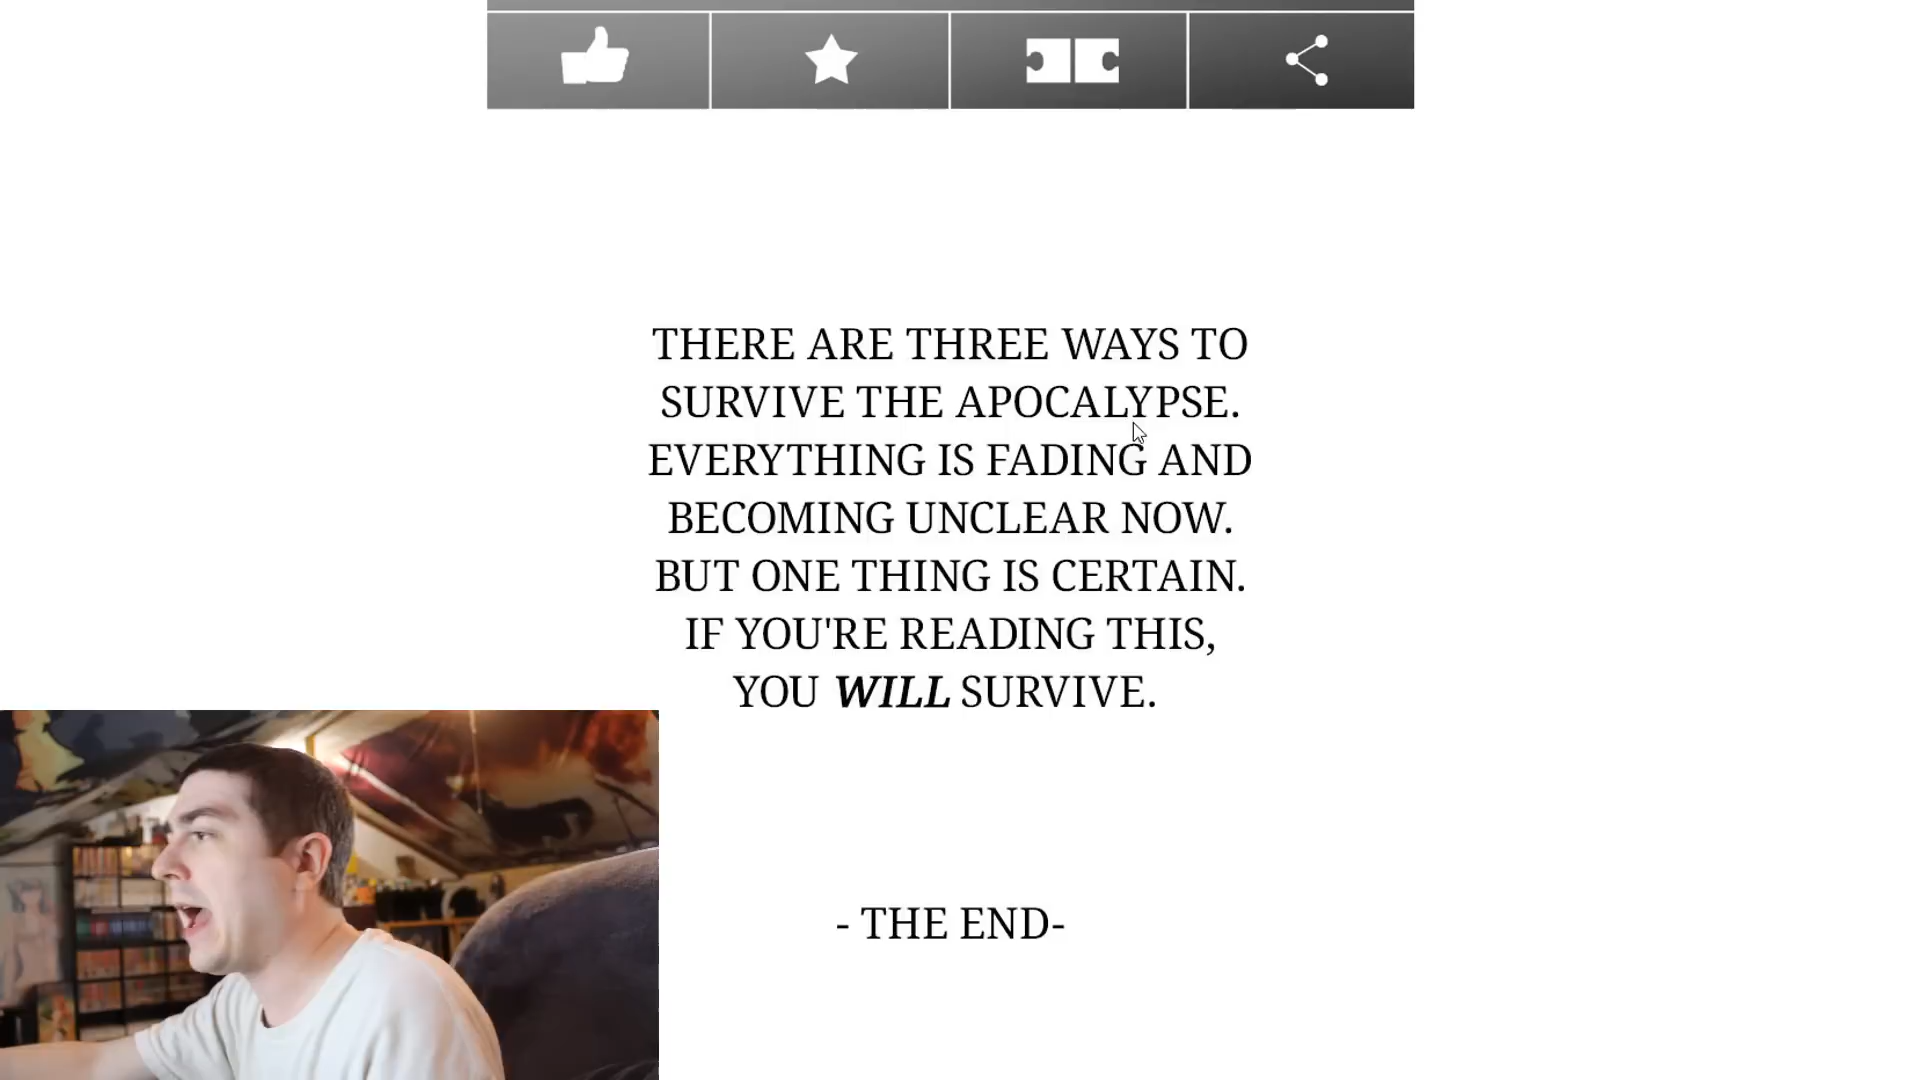 THERE ARE THREE WAYS TO
SURVIVE THE APOCALYPSE.
EVERYTHING IS FADING AND
BECOMING UNCLEAR NOW.
BUT ONE THING IS CERTAIN.
IF YOU'RE READING THIS,
YOU WILL SURVIVE.
- THE END-